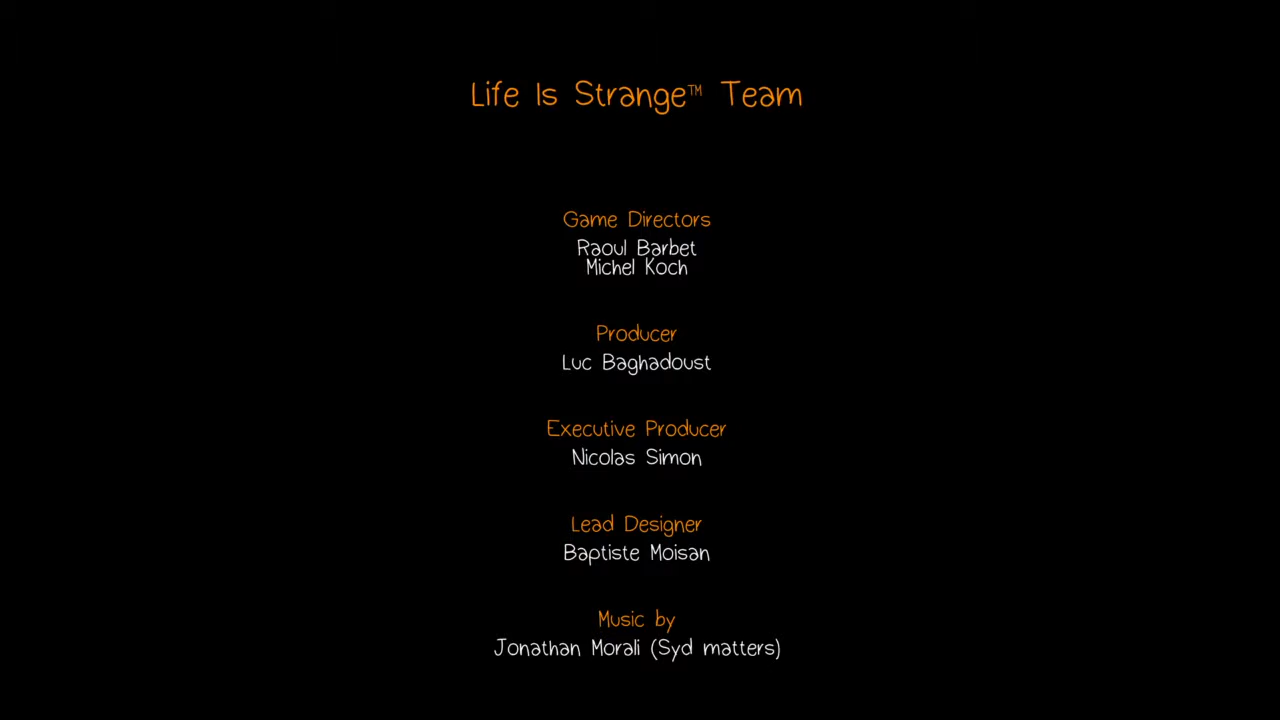 Life Is Strange™ Team
Game Directors
Raoul Barbet
Michel Koch
Producer
Luc Baghadoust
Executive Producer
Nicolas Simon
Lead Designer
Baptiste Moisan
Music by
Jonathan Morali (Syd matters)